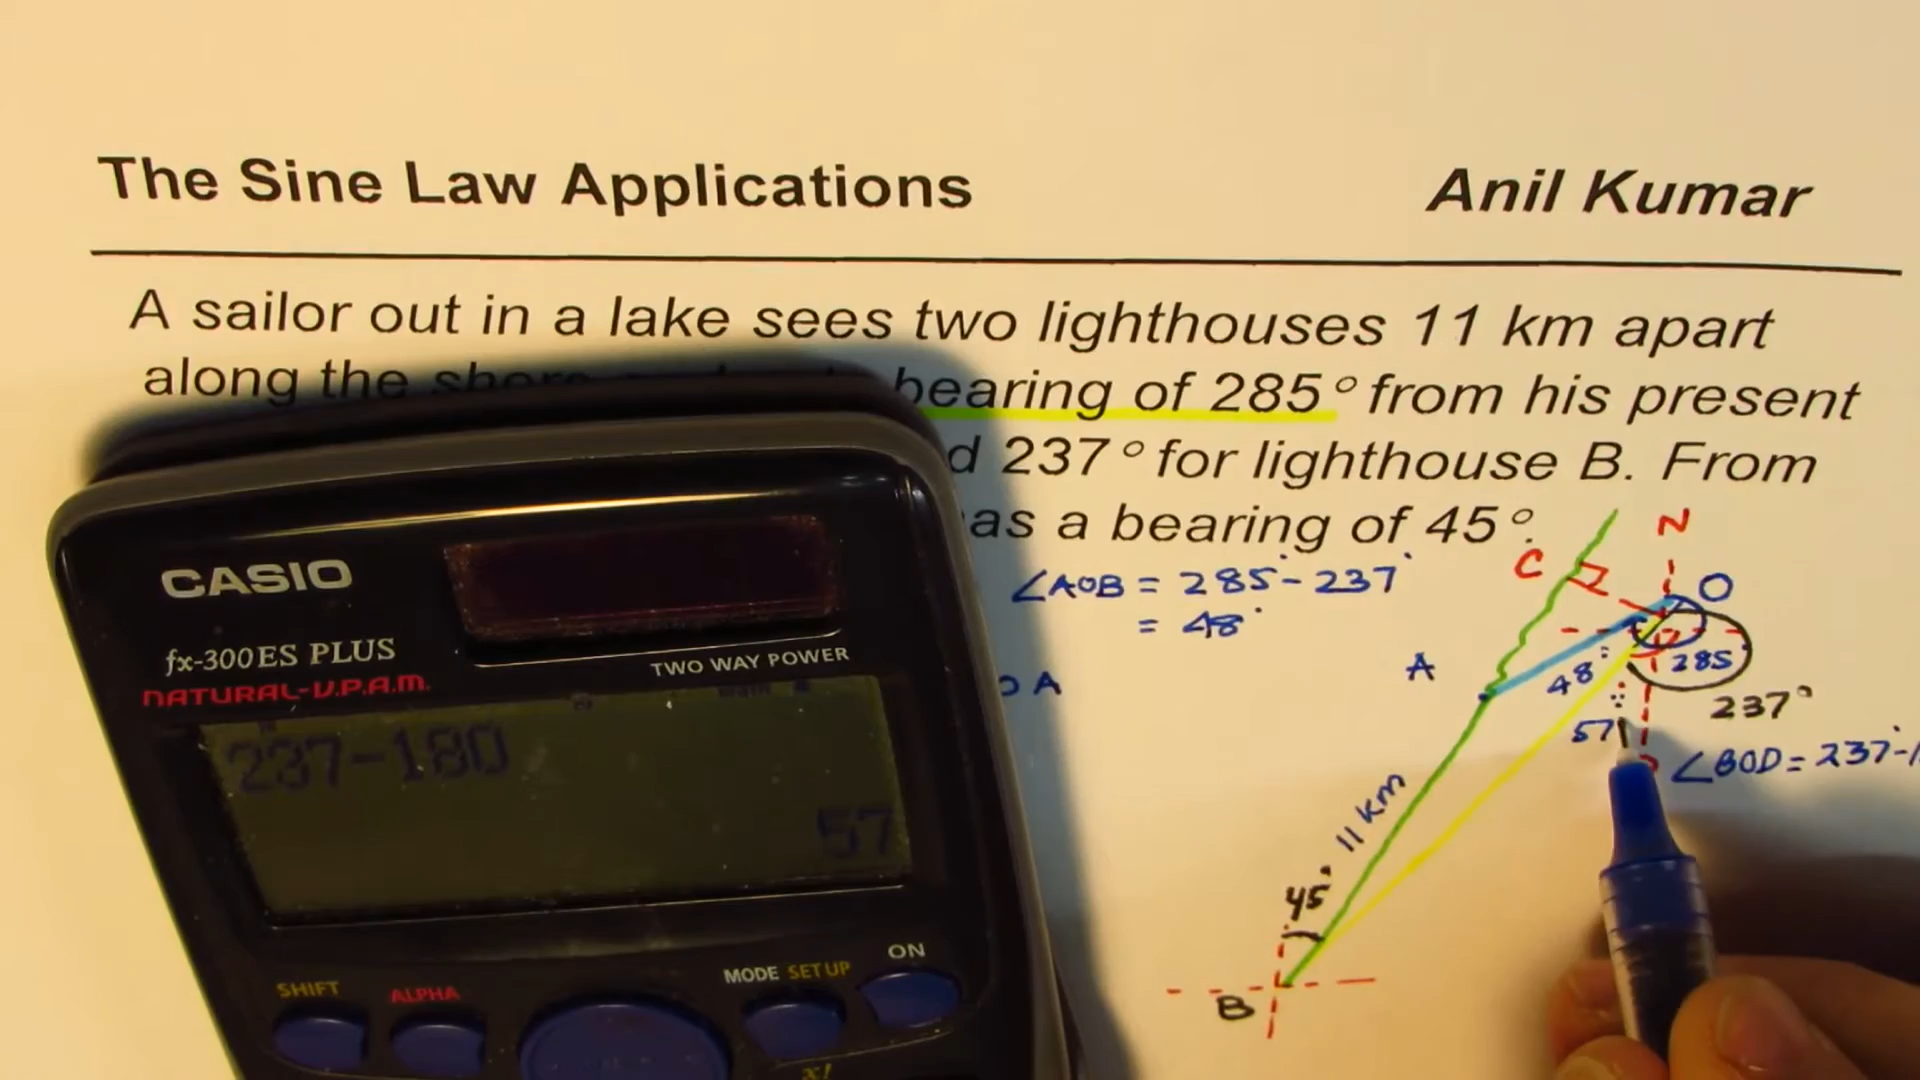 The Sine Law Applications Anil Kumar
A sailor out in a lake sees two lighthouses 11 km apart
along the bearing of 285° from his present
d 237° for lighthouse B. From
as a bearing of 45°.
∠AOB = 285° - 237°
= 48°
A
N
C
O
A
48°
285
237°
57
∠BOD = 237°-1
11 km
45°
B
CASIO
fx-300ES PLUS
TWO WAY POWER
NATURAL-V.P.A.M.
237-180
57
ON
MODE SETUP
SHIFT
ALPHA
x!